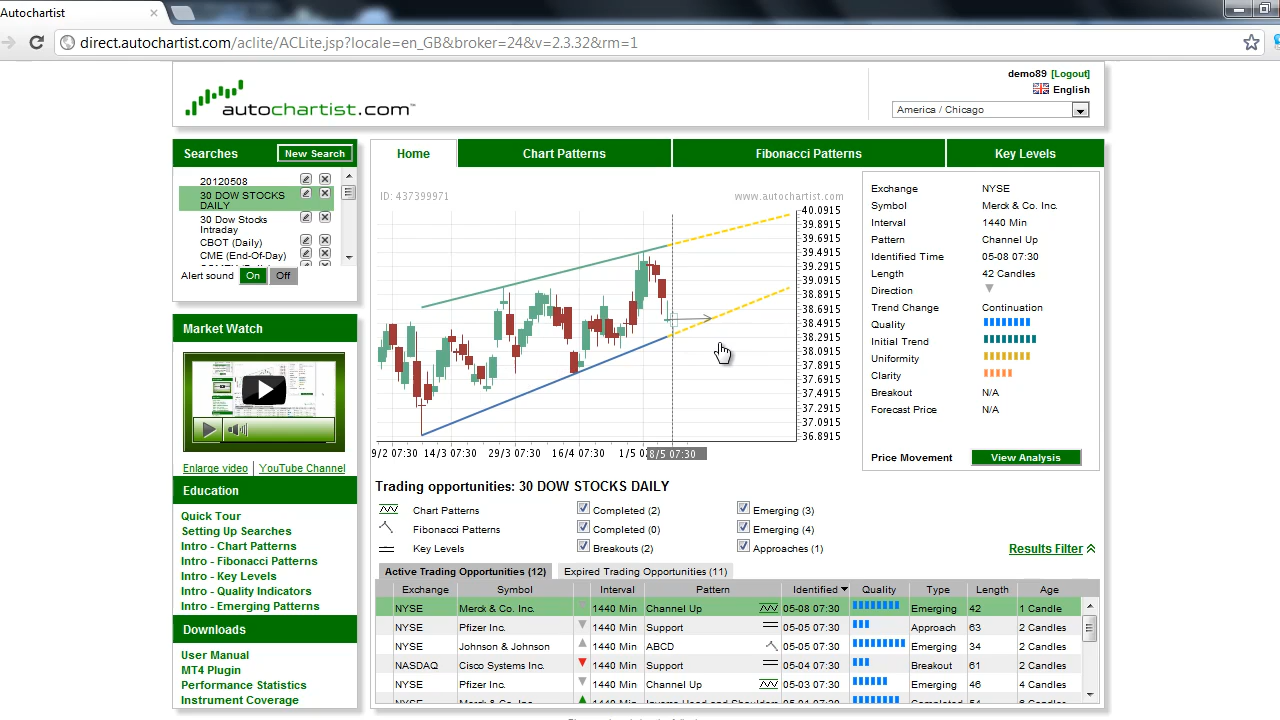 Autochartist
direct.autochartist.com/aclite/ACLite.jsp?locale=en_GB&broker=24&v=2.3.32&rm=1
demo89 [Logout]
English
America / Chicago
autochartist.com™
Searches New Search
20120508
30 DOW STOCKS
DAILY
30 Dow Stocks
Intraday
CBOT (Daily)
CME (End-Of-Day)
Alert sound On Off
Market Watch
Enlarge video YouTube Channel
Education
Quick Tour
Setting Up Searches
Intro - Chart Patterns
Intro - Fibonacci Patterns
Intro - Key Levels
Intro - Quality Indicators
Intro - Emerging Patterns
Downloads
User Manual
MT4 Plugin
Performance Statistics
Instrument Coverage
Home Chart Patterns Fibonacci Patterns Key Levels
ID: 437399971 www.autochartist.com
40.0915
39.8915
39.6915
39.4915
39.2915
39.0915
38.8915
38.6915
38.4915
38.2915
38.0915
37.8915
37.6915
37.4915
37.2915
37.0915
36.8915
9/2 07:30 14/3 07:30 29/3 07:30 16/4 07:30 1/5 0 8/5 07:30
Exchange NYSE
Symbol Merck & Co. Inc.
Interval 1440 Min
Pattern Channel Up
Identified Time 05-08 07:30
Length 42 Candles
Direction
Trend Change Continuation
Quality
Initial Trend
Uniformity
Clarity
Breakout N/A
Forecast Price N/A
Price Movement View Analysis
Trading opportunities: 30 DOW STOCKS DAILY
Chart Patterns Completed (2) Emerging (3)
Fibonacci Patterns Completed (0) Emerging (4)
Key Levels Breakouts (2) Approaches (1)
Results Filter
Active Trading Opportunities (12) Expired Trading Opportunities (11)
Exchange Symbol Interval Pattern Identified Quality Type Length Age
NYSE Merck & Co. Inc. 1440 Min Channel Up 05-08 07:30 Emerging 42 1 Candle
NYSE Pfizer Inc. 1440 Min Support 05-05 07:30 Approach 63 2 Candles
NYSE Johnson & Johnson 1440 Min ABCD 05-05 07:30 Emerging 34 2 Candles
NASDAQ Cisco Systems Inc. 1440 Min Support 05-04 07:30 Breakout 61 2 Candles
NYSE Pfizer Inc. 1440 Min Channel Up 05-03 07:30 Emerging 46 4 Candles